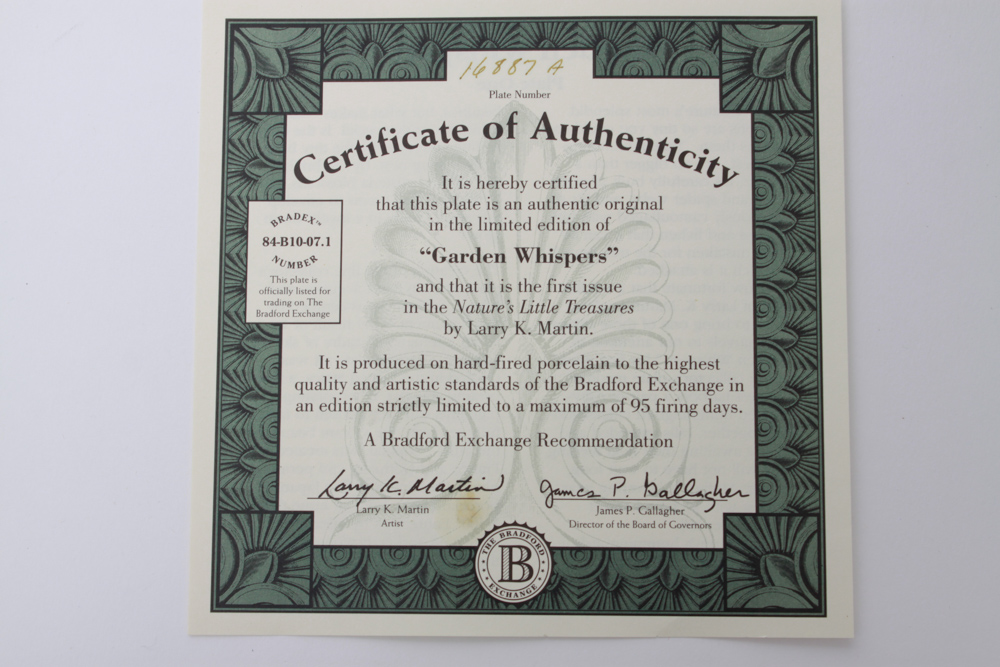 16887 A
Plate Number
Certificate of Authenticity
It is hereby certified
that this plate is an authentic original
in the limited edition of
“Garden Whispers”
and that it is the first issue
in the Nature's Little Treasures
by Larry K. Martin.
BRADEX™
84-B10-07.1
NUMBER
This plate is
officially listed for
trading on The
Bradford Exchange
It is produced on hard-fired porcelain to the highest
quality and artistic standards of the Bradford Exchange in
an edition strictly limited to a maximum of 95 firing days.
A Bradford Exchange Recommendation
Larry K. Martin
James P. Gallagher
Larry K. Martin
Artist
James P. Gallagher
Director of the Board of Governors
THE BRADFORD
B
EXCHANGE